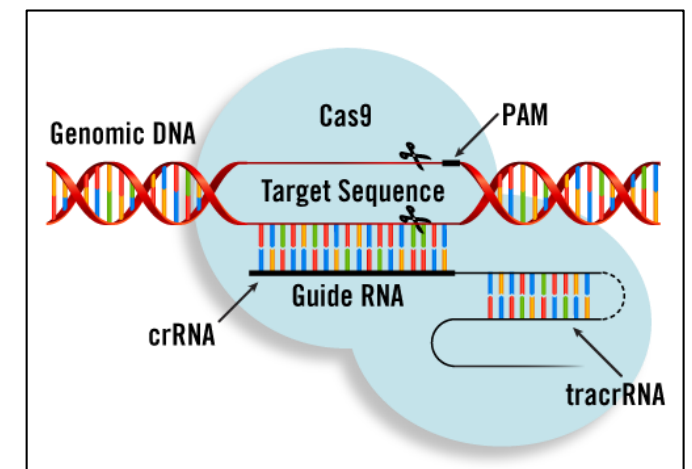 Cas9
PAM
Genomic DNA
Target Sequence
Guide RNA
crRNA
tracrRNA